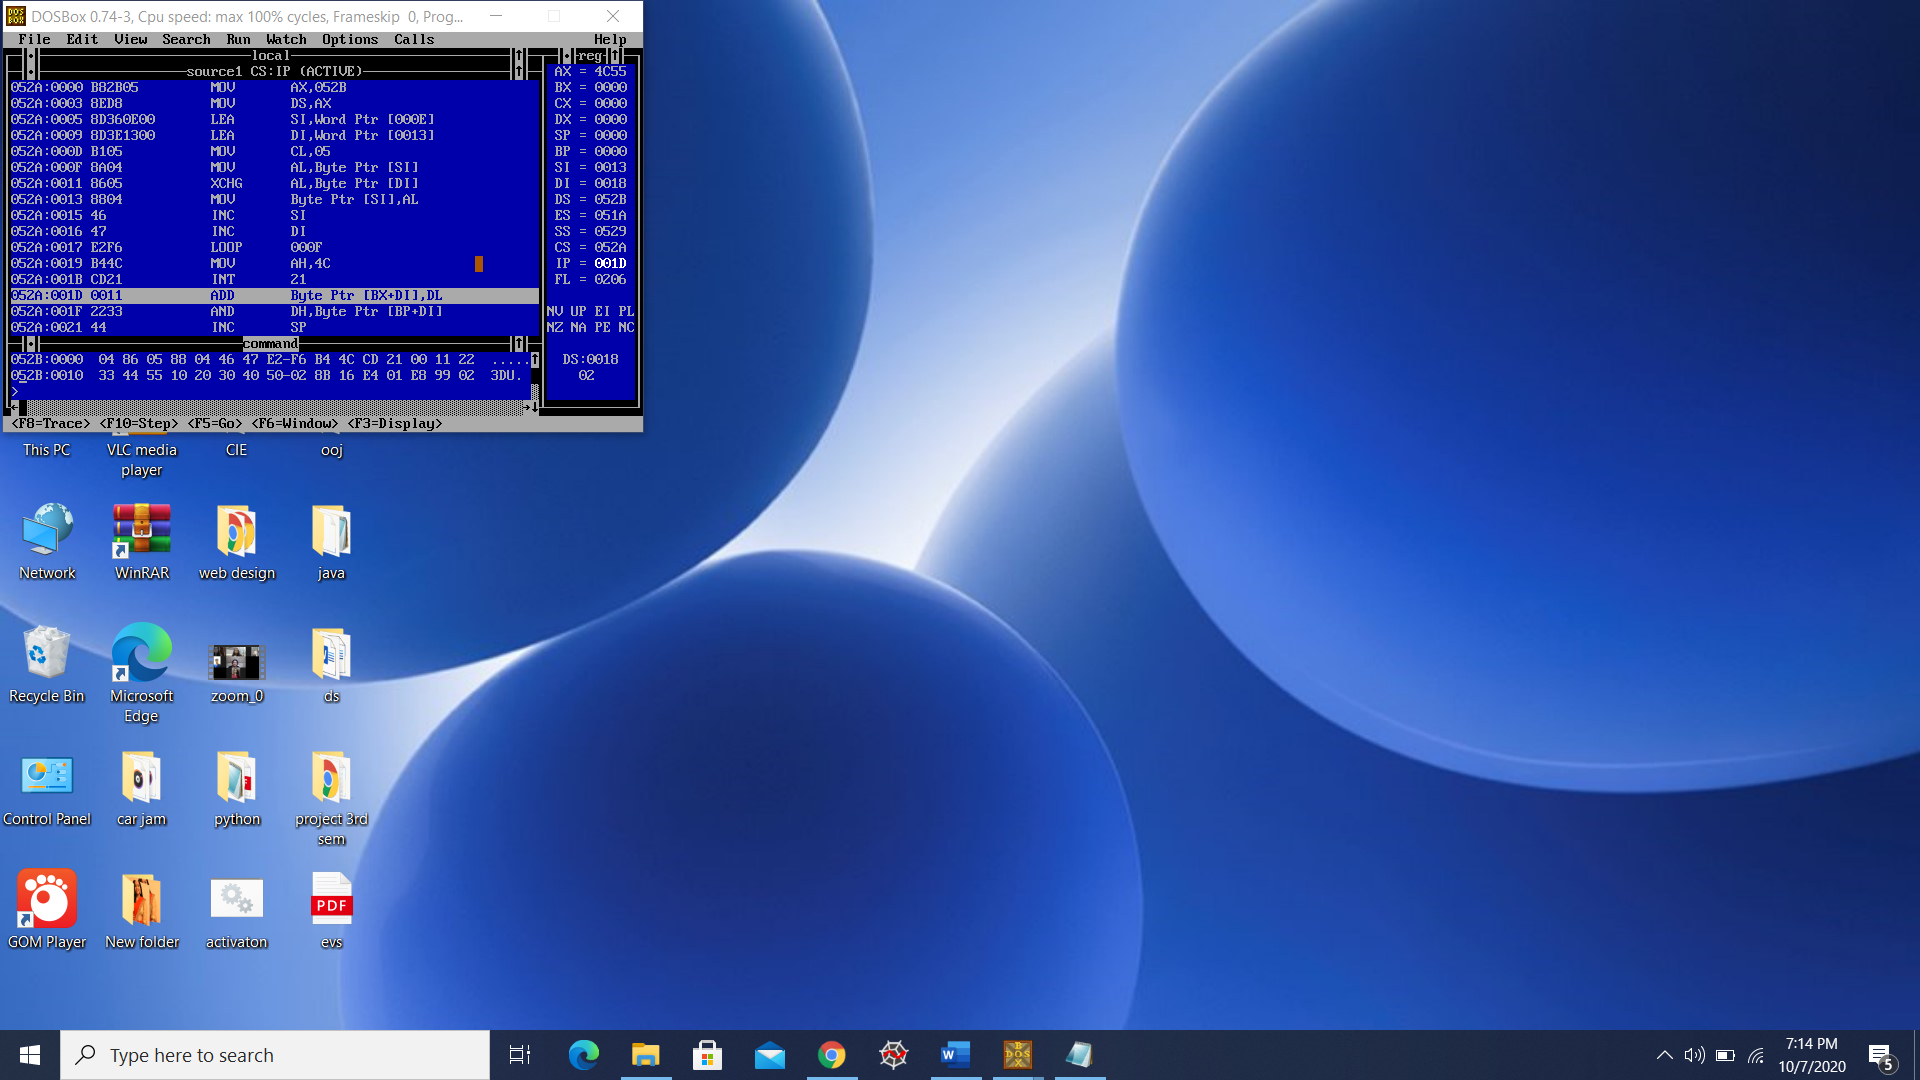 DOSBox 0.74-3, Cpu speed: max 100% cycles, Frameskip 0, Prog...
File Edit View Search Run Watch Options Calls Help
local
source1 CS:IP (ACTIVE)
052A:0000 B82B05 MOV AX,052B
052A:0003 8ED8 MOV DS,AX
052A:0005 8D360E00 LEA SI,Word Ptr [000E]
052A:0009 8D3E1300 LEA DI,Word Ptr [0013]
052A:000D B105 MOV CL,05
052A:000F 8A04 MOV AL,Byte Ptr [SI]
052A:0011 8605 XCHG AL,Byte Ptr [DI]
052A:0013 8804 MOV Byte Ptr [SI],AL
052A:0015 46 INC SI
052A:0016 47 INC DI
052A:0017 E2F6 LOOP 000F
052A:0019 B44C MOV AH,4C
052A:001B CD21 INT 21
052A:001D 0011 ADD Byte Ptr [BX+DI],DL
052A:001F 2233 AND DH,Byte Ptr [BP+DI]
052A:0021 44 INC SP
command
052B:0000 04 86 05 88 04 46 47 E2-F6 B4 4C CD 21 00 11 22 .....
052B:0010 33 44 55 10 20 30 40 50-02 8B 16 E4 01 E8 99 02 3DU.
>
reg
AX = 4C55
BX = 0000
CX = 0000
DX = 0000
SP = 0000
BP = 0000
SI = 0013
DI = 0018
DS = 052B
ES = 051A
SS = 0529
CS = 052A
IP = 001D
FL = 0206
NV UP EI PL
NZ NA PE NC
DS:0018
02
<F8=Trace> <F10=Step> <F5=Go> <F6=Window> <F3=Display>
This PC
VLC media
player
CIE
ooj
Network
WinRAR
web design
java
Recycle Bin
Microsoft
Edge
zoom_0
ds
Control Panel
car jam
python
project 3rd
sem
PDF
GOM Player
New folder
activaton
evs
Type here to search
7:14 PM
10/7/2020
5